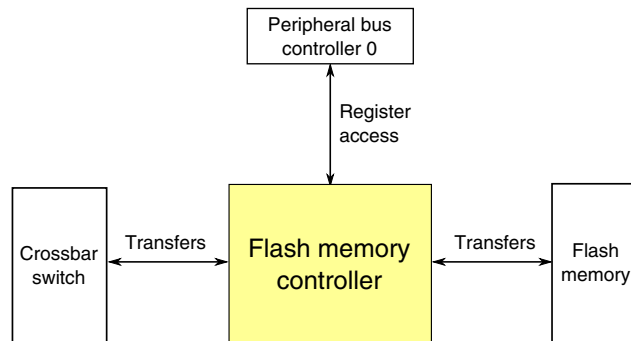 Peripheral bus
controller 0
Register
access
Transfers
Transfers
Crossbar
switch
Flash memory
controller
Flash
memory